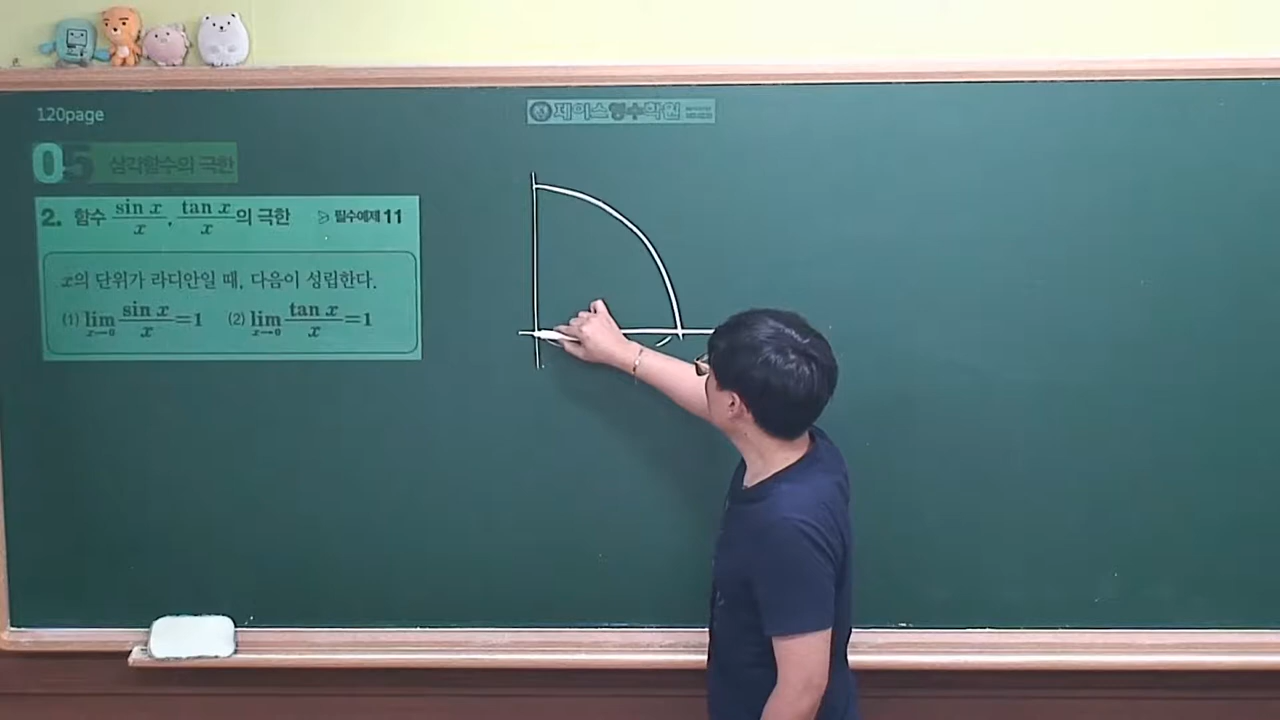 120page
제이스영수학원
05 삼각함수의 극한
2. 함수 sin x/x, tan x/x의 극한 ≫ 필수예제 11
x의 단위가 라디안일 때, 다음이 성립한다.
(1) lim x→0 sin x/x = 1 (2) lim x→0 tan x/x = 1